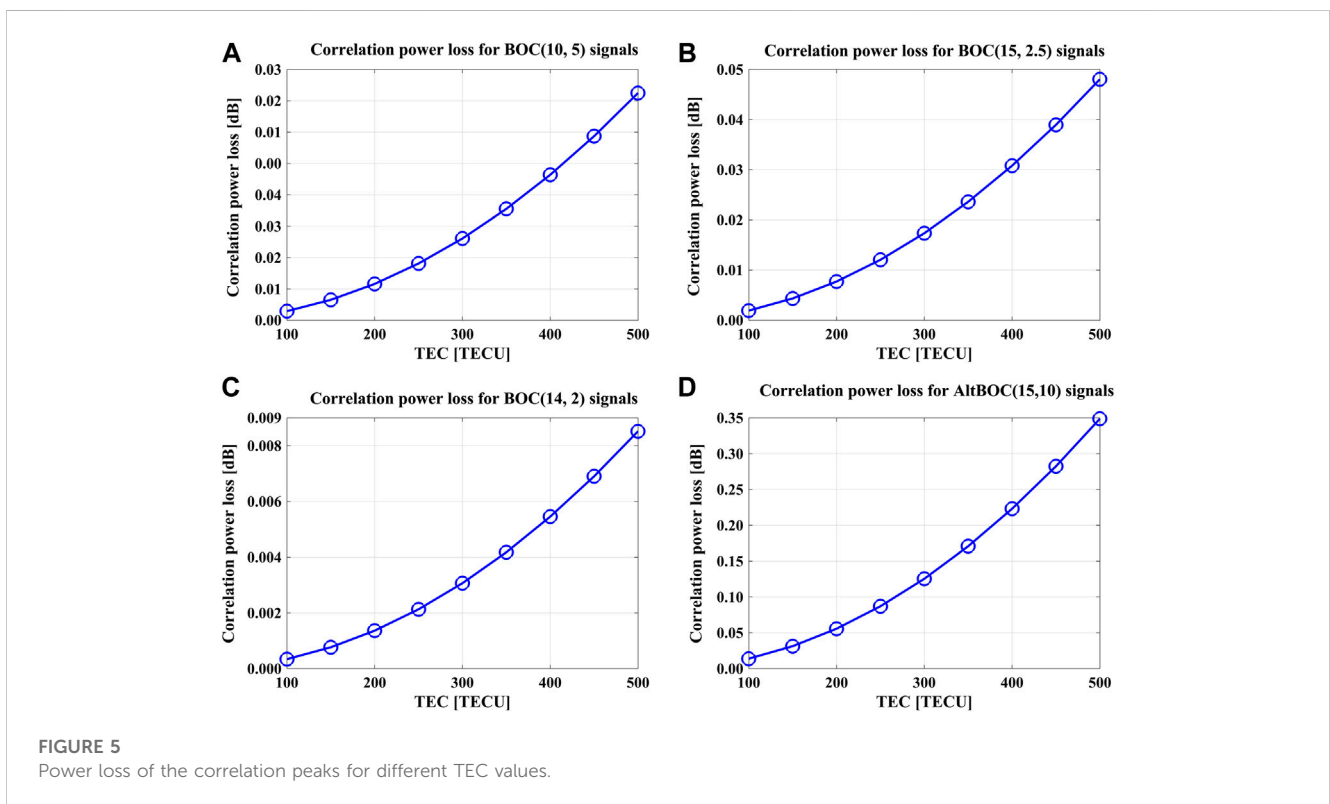 A
Correlation power loss for BOC(10, 5) signals
Correlation power loss [dB]
0.03
0.02
0.01
0.00
0.04
0.03
0.02
0.01
0.00
100
200
300
400
500
TEC [TECU]
B
Correlation power loss for BOC(15, 2.5) signals
Correlation power loss [dB]
0.05
0.04
0.03
0.02
0.01
0.00
100
200
300
400
500
TEC [TECU]
C
Correlation power loss for BOC(14, 2) signals
Correlation power loss [dB]
0.009
0.008
0.006
0.004
0.002
0.000
100
200
300
400
500
TEC [TECU]
D
Correlation power loss for AltBOC(15,10) signals
Correlation power loss [dB]
0.35
0.30
0.25
0.20
0.15
0.10
0.05
0.00
100
200
300
400
500
TEC [TECU]
FIGURE 5
Power loss of the correlation peaks for different TEC values.